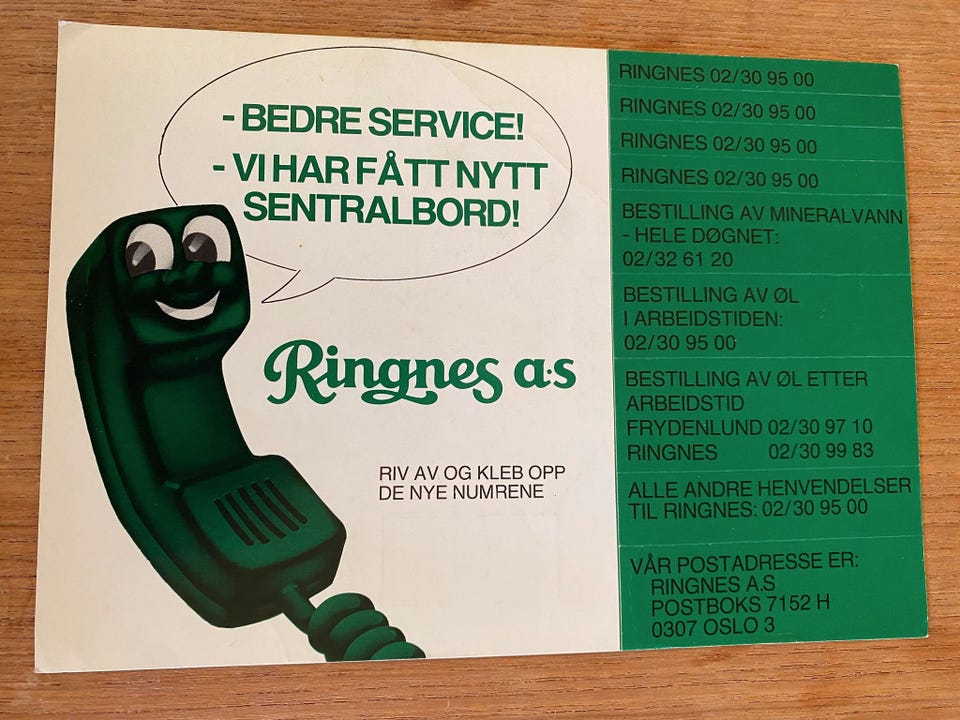 - BEDRE SERVICE!
- VI HAR FÅTT NYTT
SENTRALBORD!
Ringnes a·s
RIV AV OG KLEB OPP
DE NYE NUMRENE
RINGNES 02/30 95 00
RINGNES 02/30 95 00
RINGNES 02/30 95 00
RINGNES 02/30 95 00
BESTILLING AV MINERALVANN
- HELE DØGNET:
02/32 61 20
BESTILLING AV ØL
I ARBEIDSTIDEN:
02/30 95 00
BESTILLING AV ØL ETTER
ARBEIDSTID
FRYDENLUND 02/30 97 10
RINGNES 02/30 99 83
ALLE ANDRE HENVENDELSER
TIL RINGNES: 02/30 95 00
VÅR POSTADRESSE ER:
RINGNES A.S
POSTBOKS 7152 H
0307 OSLO 3